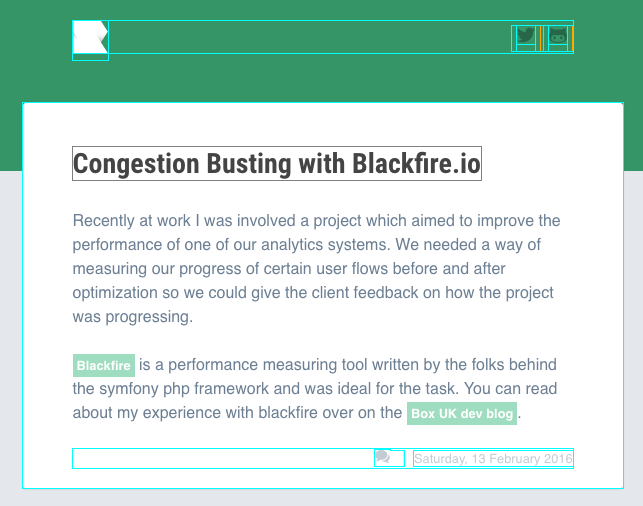 Congestion Busting with Blackfire.io
Recently at work I was involved a project which aimed to improve the
performance of one of our analytics systems. We needed a way of
measuring our progress of certain user flows before and after
optimization so we could give the client feedback on how the project
was progressing.
Blackfire is a performance measuring tool written by the folks behind
the symfony php framework and was ideal for the task. You can read
about my experience with blackfire over on the Box UK dev blog.
Saturday, 13 February 2016